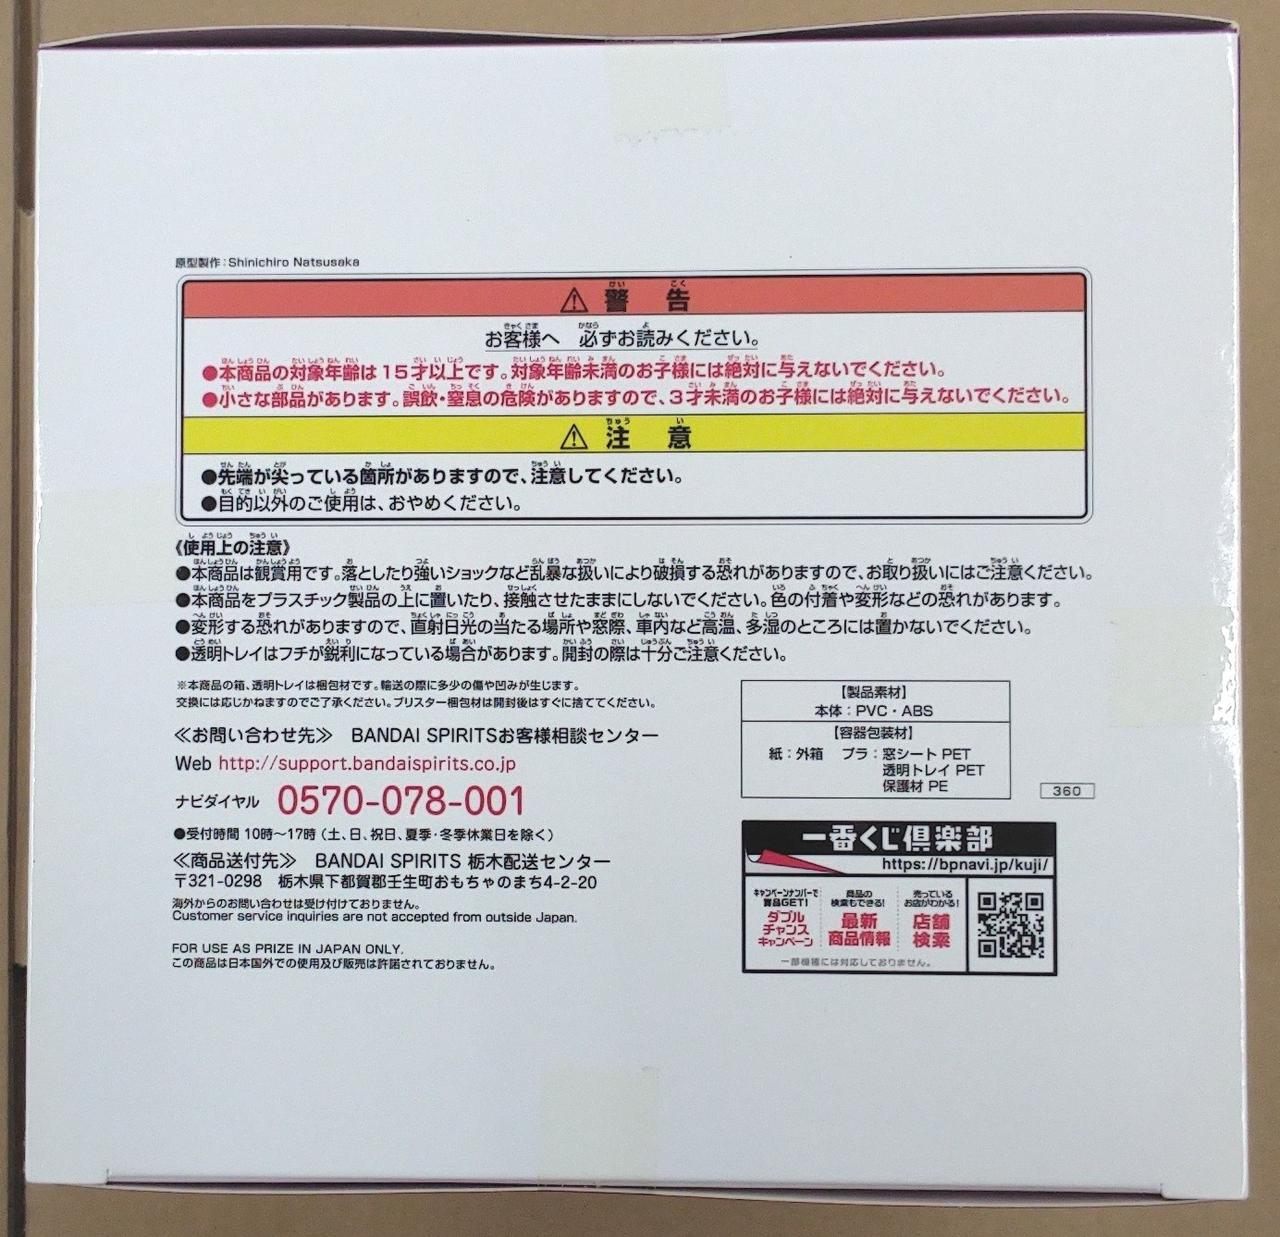 原型製作：Shinichiro Natsusaka
⚠ 警告
お客様へ 必ずお読みください。
●本商品の対象年齢は15才以上です。対象年齢未満のお子様には絶対に与えないでください。
●小さな部品があります。誤飲・窒息の危険がありますので、3才未満のお子様には絶対に与えないでください。
⚠ 注意
●先端が尖っている箇所がありますので、注意してください。
●目的以外のご使用は、おやめください。
《使用上の注意》
●本商品は観賞用です。落としたり強いショックなど乱暴な扱いにより破損する恐れがありますので、お取り扱いにはご注意ください。
●本商品をプラスチック製品の上に置いたり、接触させたままにしないでください。色の付着や変形などの恐れがあります。
●変形する恐れがありますので、直射日光の当たる場所や窓際、車内など高温、多湿のところには置かないでください。
●透明トレイはフチが鋭利になっている場合があります。開封の際は十分ご注意ください。
※本商品の箱、透明トレイは梱包材です。輸送の際に多少の傷や凹みが生じます。
交換には応じかねますのでご了承ください。ブリスター梱包材は開封後はすぐに捨ててください。
≪お問い合わせ先≫ BANDAI SPIRITSお客様相談センター
Web http://support.bandaispirits.co.jp
ナビダイヤル 0570-078-001
●受付時間 10時～17時（土、日、祝日、夏季・冬季休業日を除く）
≪商品送付先≫ BANDAI SPIRITS 栃木配送センター
〒321-0298 栃木県下都賀郡壬生町おもちゃのまち4-2-20
海外からのお問い合わせは受け付けておりません。
Customer service inquiries are not accepted from outside Japan.
FOR USE AS PRIZE IN JAPAN ONLY.
この商品は日本国外での使用及び販売は許諾されておりません。
【製品素材】
本体：PVC・ABS
【容器包装材】
紙：外箱 プラ：窓シート PET
透明トレイ PET
保護材 PE
360
一番くじ倶楽部
https://bpnavi.jp/kuji/
キャンペーンナンバーで
賞品GET!
ダブル
チャンス
キャンペーン
商品の
検索もできる!
最新
商品情報
売っている
お店がわかる!
店舗
検索
一部機種には対応しておりません。